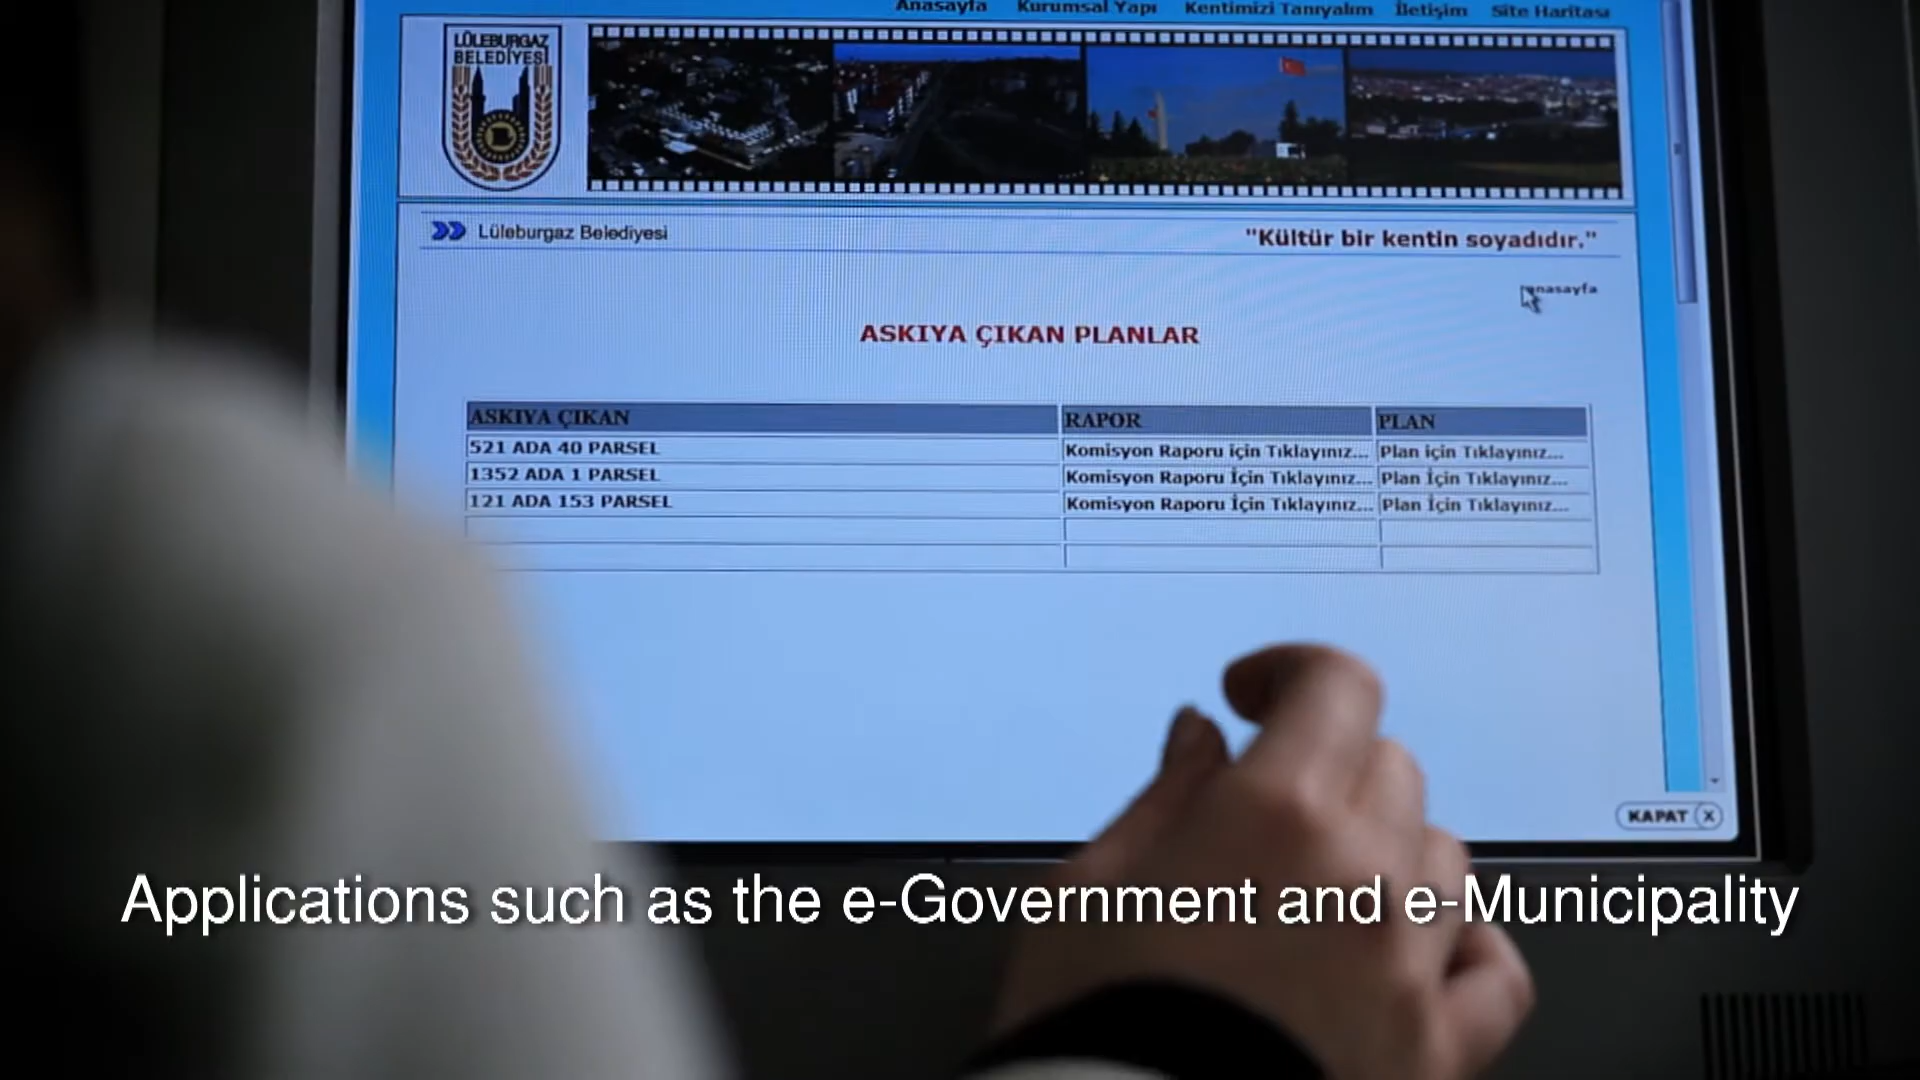 Anasayfa Kurumsal Yapı Kentimizi Tanıyalım İletişim Site Haritası
LÜLEBURGAZ
BELEDİYESİ
Lüleburgaz Belediyesi
"Kültür bir kentin soyadıdır."
anasayfa
ASKIYA ÇIKAN PLANLAR
ASKIYA ÇIKAN RAPOR PLAN
521 ADA 40 PARSEL Komisyon Raporu için Tıklayınız... Plan için Tıklayınız...
1352 ADA 1 PARSEL Komisyon Raporu İçin Tıklayınız... Plan İçin Tıklayınız...
121 ADA 153 PARSEL Komisyon Raporu İçin Tıklayınız... Plan İçin Tıklayınız...
KAPAT X
Applications such as the e-Government and e-Municipality